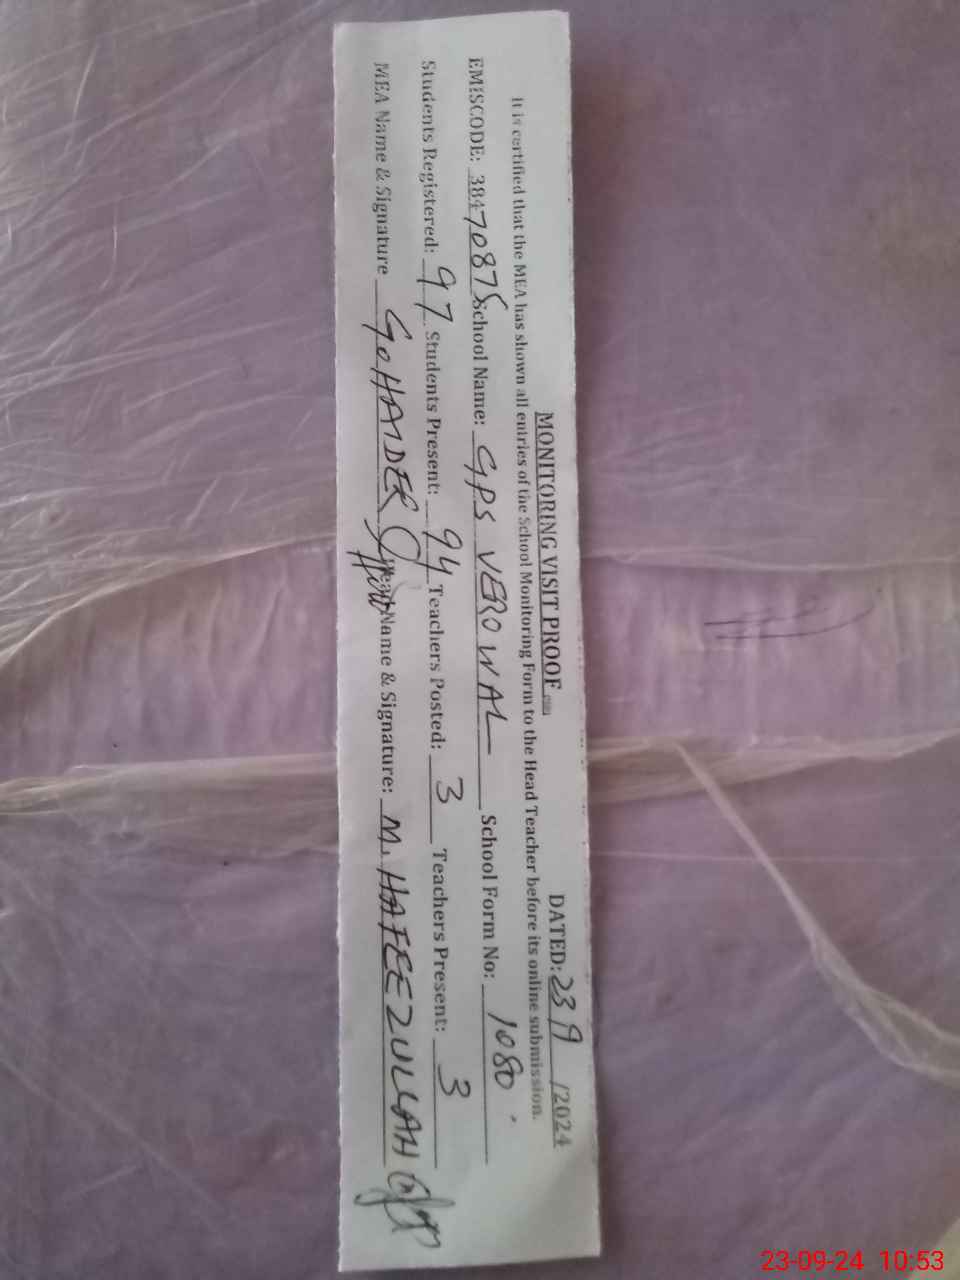 MONITORING VISIT PROOF DATED: 23/9/2024
It is certified that the MEA has shown all entries of the School Monitoring Form to the Head Teacher before its online submission.
EMISCODE: 38470875 School Name: GPS VEROWAL School Form No: 1080
Students Registered: 97 Students Present: 94 Teachers Posted: 3 Teachers Present: 3
MEA Name & Signature G.HAIDER Head Name & Signature: M. HAFEEZULLAH
23-09-24 10:53